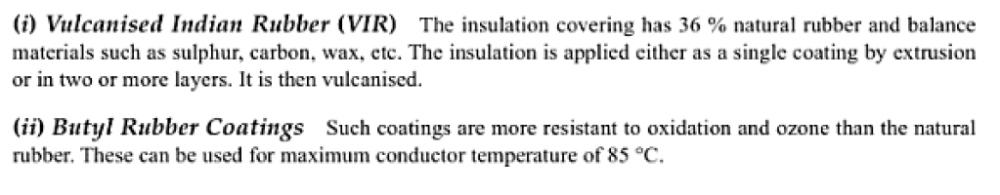 (i) Vulcanised Indian Rubber (VIR) The insulation covering has 36 % natural rubber and balance
materials such as sulphur, carbon, wax, etc. The insulation is applied either as a single coating by extrusion
or in two or more layers. It is then vulcanised.
(ii) Butyl Rubber Coatings Such coatings are more resistant to oxidation and ozone than the natural
rubber. These can be used for maximum conductor temperature of 85 °C.